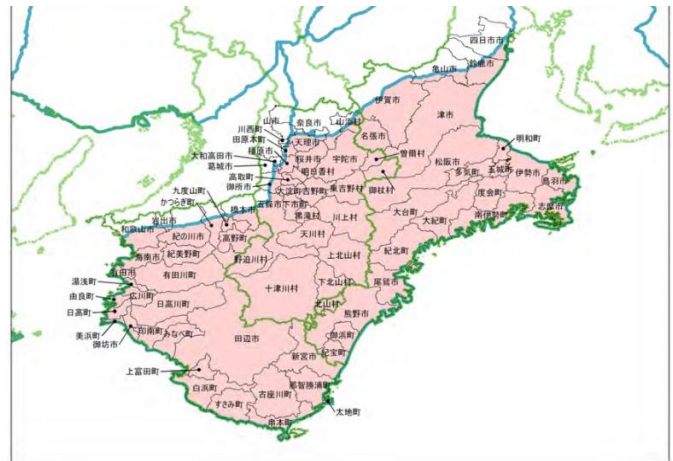 四日市市
亀山市
鈴鹿市
伊賀市
山市
奈良市
山添村
津市
川西町
田原本町
天理市
名張市
明和町
橿原市
大和高田市
桜井市
宇陀市
曽爾村
松阪市
葛城市
明日香村
多気町
玉城町
伊勢市
高取町
鳥羽市
御所市
大淀町
吉野町
東吉野村
御杖村
度会町
九度山町
五條市
下市町
大台町
志摩市
かつらぎ町
橋本市
黒滝村
川上村
大紀町
南伊勢町
岩出市
和歌山市
天川村
紀の川市
高野町
紀北町
海南市
紀美野町
野迫川村
上北山村
有田市
有田川町
湯浅町
十津川村
下北山村
尾鷲市
由良町
広川町
日高川町
北山村
熊野市
日高町
美浜町
印南町
みなべ町
田辺市
御浜町
御坊市
新宮市
紀宝町
上富田町
白浜町
那智勝浦町
古座川町
すさみ町
太地町
串本町